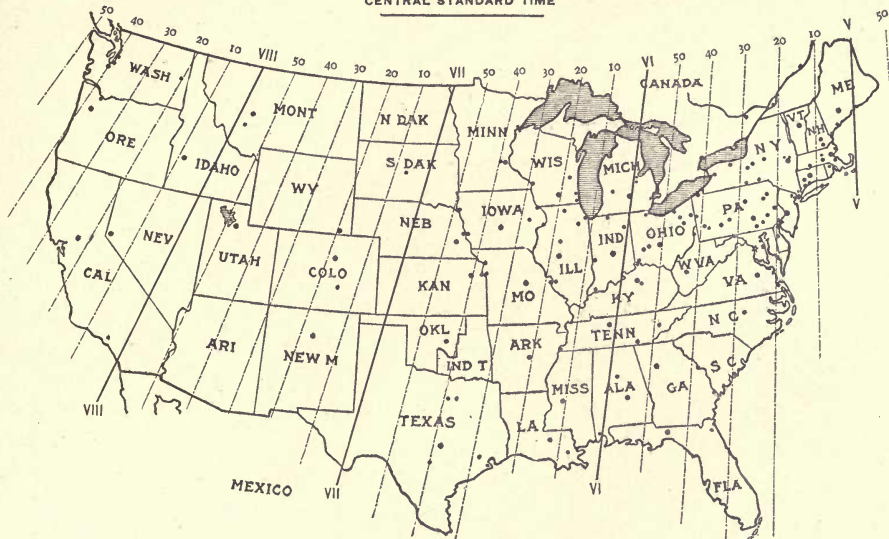 CENTRAL STANDARD TIME
50 40 30 20 10 VIII 50 40 30 20 10 VII 50 40 30 20 10 VI 50 40 30 20 10 V 50
CANADA
WASH
MONT
N DAK
MINN
ME
VT
NH
ORE
IDAHO
S DAK
WIS
MICH
N Y
WY
NEB
IOWA
PA
NEV
UTAH
COLO
ILL
IND
OHIO
CAL
KAN
MO
W VA
VA
KY
V
ARI
NEW M
OKL
IND T
ARK
TENN
N C
S C
MISS
ALA
GA
TEXAS
LA
FLA
VIII
MEXICO
VII
VI